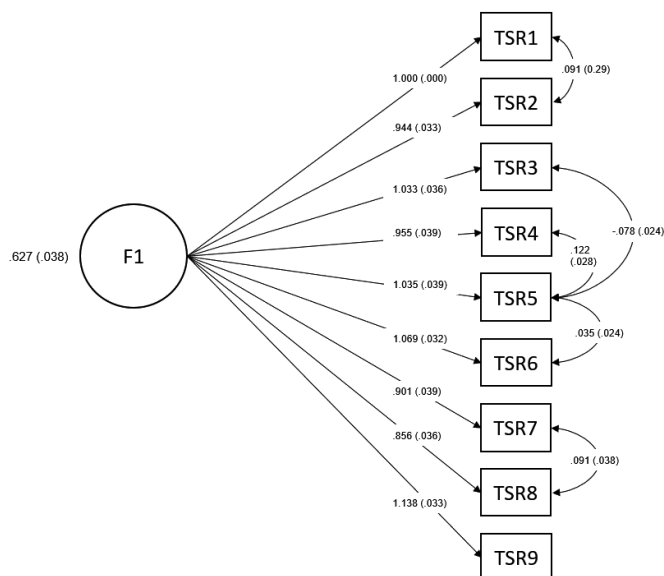 TSR1
.091 (0.29)
1.000 (.000)
TSR2
.944 (.033)
TSR3
1.033 (.036)
-.078 (.024)
.955 (.039)
TSR4
.122
(.028)
.627 (.038)
F1
1.035 (.039)
TSR5
.035 (.024)
1.069 (.032)
TSR6
.901 (.039)
TSR7
.856 (.036)
.091 (.038)
TSR8
1.138 (.033)
TSR9